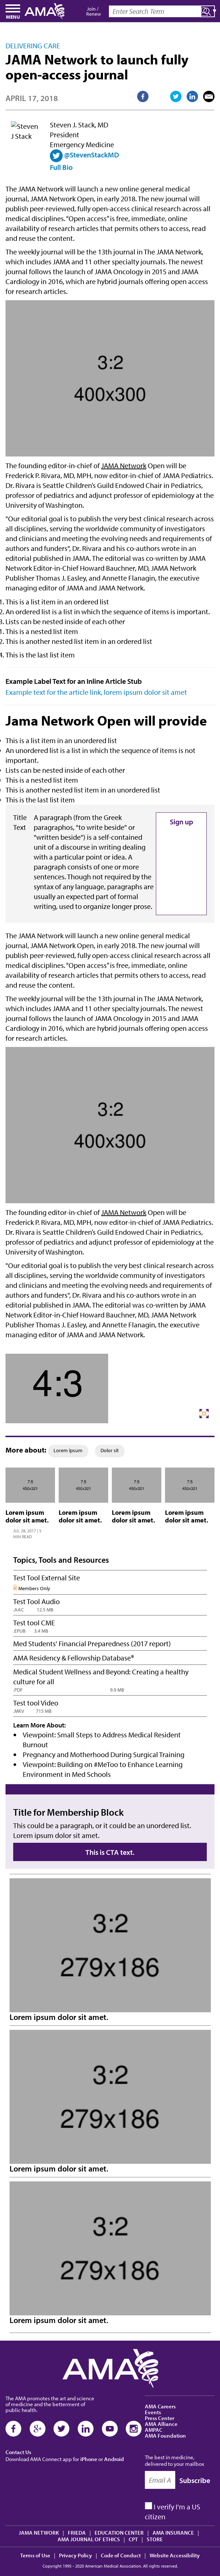 MENU
AMA
Join /
Renew
Enter Search Term
DELIVERING CARE
JAMA Network to launch fully
open-access journal
APRIL 17, 2018
Steven J. Stack
Steven J. Stack, MD
President
Emergency Medicine
@StevenStackMD
Full Bio
The JAMA Network will launch a new online general medical
journal, JAMA Network Open, in early 2018. The new journal will
publish peer-reviewed, fully open-access clinical research across all
medical disciplines. "Open access" is free, immediate, online
availability of research articles that permits others to download, read
and reuse the content.
The weekly journal will be the 13th journal in The JAMA Network,
which includes JAMA and 11 other specialty journals. The newest
journal follows the launch of JAMA Oncology in 2015 and JAMA
Cardiology in 2016, which are hybrid journals offering open access
for research articles.
3:2
400x300
The founding editor-in-chief of JAMA Network Open will be
Frederick P. Rivara, MD, MPH, now editor-in-chief of JAMA Pediatrics.
Dr. Rivara is Seattle Children's Guild Endowed Chair in Pediatrics,
professor of pediatrics and adjunct professor of epidemiology at the
University of Washington.
"Our editorial goal is to publish the very best clinical research across
all disciplines, serving the worldwide community of investigators
and clinicians and evolving needs, including the requirements of
authors and funders", Dr. Rivara and his co-authors wrote in an
editorial published in JAMA. The editorial was co-written by JAMA
Network Editor-in-Chief Howard Bauchner, MD, JAMA Network
Publisher Thomas J. Easley, and Annette Flanagin, the executive
managing editor of JAMA and JAMA Network.
This is a list item in an ordered list
An ordered list is a list in which the sequence of items is important.
Lists can be nested inside of each other
This is a nested list item
This is another nested list item in an ordered list
This is the last list item
Example Label Text for an Inline Article Stub
Example text for the article link, lorem ipsum dolor sit amet
Jama Network Open will provide
This is a list item in an unordered list
An unordered list is a list in which the sequence of items is not
important.
Lists can be nested inside of each other
This is a nested list item
This is another nested list item in an unordered list
This is the last list item
Title
Text
A paragraph (from the Greek
paragraphos, "to write beside" or
"written beside") is a self-contained
unit of a discourse in writing dealing
with a particular point or idea. A
paragraph consists of one or more
sentences. Though not required by the
syntax of any language, paragraphs are
usually an expected part of formal
writing, used to organize longer prose.
Sign up
The JAMA Network will launch a new online general medical
journal, JAMA Network Open, in early 2018. The new journal will
publish peer-reviewed, fully open-access clinical research across all
medical disciplines. "Open access" is free, immediate, online
availability of research articles that permits others to download, read
and reuse the content.
The weekly journal will be the 13th journal in The JAMA Network,
which includes JAMA and 11 other specialty journals. The newest
journal follows the launch of JAMA Oncology in 2015 and JAMA
Cardiology in 2016, which are hybrid journals offering open access
for research articles.
3:2
400x300
The founding editor-in-chief of JAMA Network Open will be
Frederick P. Rivara, MD, MPH, now editor-in-chief of JAMA Pediatrics.
Dr. Rivara is Seattle Children's Guild Endowed Chair in Pediatrics,
professor of pediatrics and adjunct professor of epidemiology at the
University of Washington.
"Our editorial goal is to publish the very best clinical research across
all disciplines, serving the worldwide community of investigators
and clinicians and evolving needs, including the requirements of
authors and funders", Dr. Rivara and his co-authors wrote in an
editorial published in JAMA. The editorial was co-written by JAMA
Network Editor-in-Chief Howard Bauchner, MD, JAMA Network
Publisher Thomas J. Easley, and Annette Flanagin, the executive
managing editor of JAMA and JAMA Network.
4:3
More about: Lorem ipsum Dolor sit
7:5
450x321
7:5
450x321
7:5
450x321
7:5
450x321
Lorem ipsum dolor sit amet.
Lorem ipsum dolor sit amet.
Lorem ipsum dolor sit amet.
Lorem ipsum dolor sit amet.
JUL 28, 2017 | 3
MIN READ
Topics, Tools and Resources
Test Tool External Site
Members Only
Test Tool Audio
.AAC 12.5 MB
Test tool CME
.EPUB 3.4 MB
Med Students' Financial Preparedness (2017 report)
AMA Residency & Fellowship Database®
Medical Student Wellness and Beyond: Creating a healthy
culture for all
.PDF 9.9 MB
Test tool Video
.MKV 715 MB
Learn More About:
Viewpoint: Small Steps to Address Medical Resident
Burnout
Pregnancy and Motherhood During Surgical Training
Viewpoint: Building on #MeToo to Enhance Learning
Environment in Med Schools
Title for Membership Block
This could be a paragraph, or it could be an unordered list.
Lorem ipsum dolor sit amet.
This is CTA text.
3:2
279x186
Lorem ipsum dolor sit amet.
3:2
279x186
Lorem ipsum dolor sit amet.
3:2
279x186
Lorem ipsum dolor sit amet.
AMA
The AMA promotes the art and science
of medicine and the betterment of
public health.
Contact Us
Download AMA Connect app for iPhone or Android
AMA Careers
Events
Press Center
AMA Alliance
AMPAC
AMA Foundation
The best in medicine,
delivered to your mailbox
Email A
Subscribe
I verify I'm a US
citizen
JAMA NETWORK | FREIDA | EDUCATION CENTER | AMA INSURANCE |
AMA JOURNAL OF ETHICS | CPT | STORE
Terms of Use | Privacy Policy | Code of Conduct | Website Accessibility
Copyright 1995 - 2020 American Medical Association. All rights reserved.